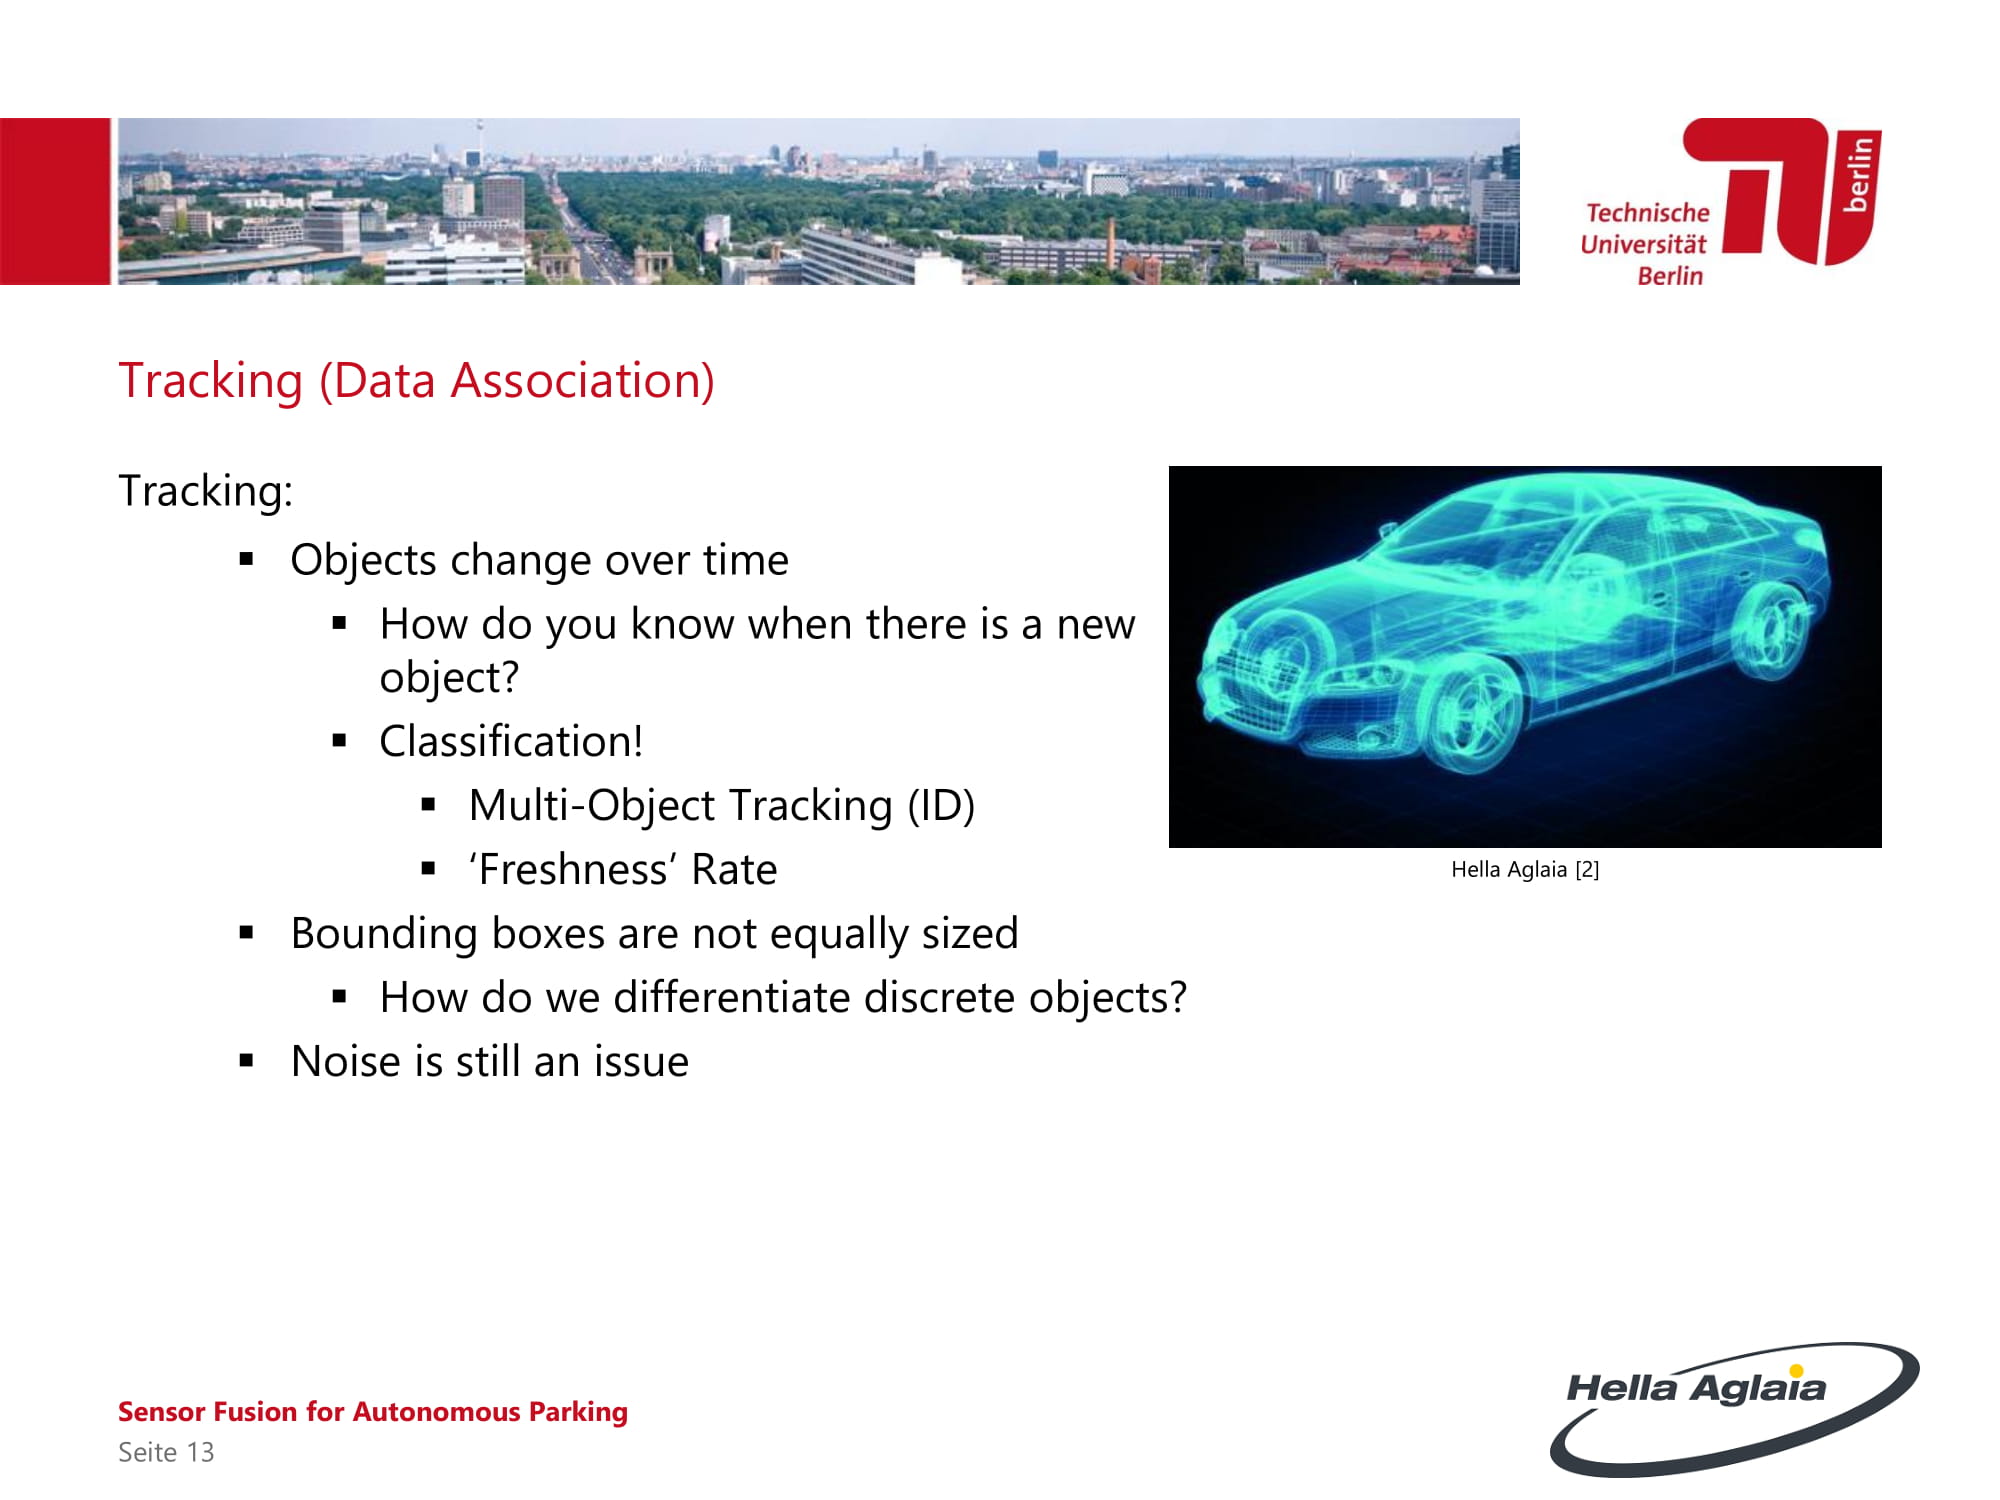 Technische
Universität
Berlin
berlin
Tracking (Data Association)
Tracking:
▪ Objects change over time
▪ How do you know when there is a new
object?
▪ Classification!
▪ Multi-Object Tracking (ID)
▪ ‘Freshness’ Rate
▪ Bounding boxes are not equally sized
▪ How do we differentiate discrete objects?
▪ Noise is still an issue
Hella Aglaia [2]
Sensor Fusion for Autonomous Parking
Seite 13
Hella Aglaia